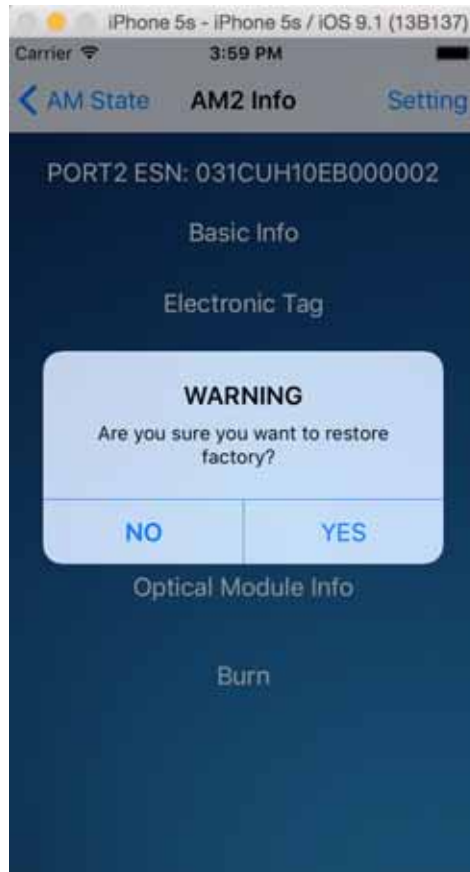 iPhone 5s - iPhone 5s / iOS 9.1 (13B137)
Carrier 3:59 PM
AM State AM2 Info Setting
PORT2 ESN: 031CUH10EB000002
Basic Info
Electronic Tag
WARNING
Are you sure you want to restore
factory?
NO YES
Optical Module Info
Burn